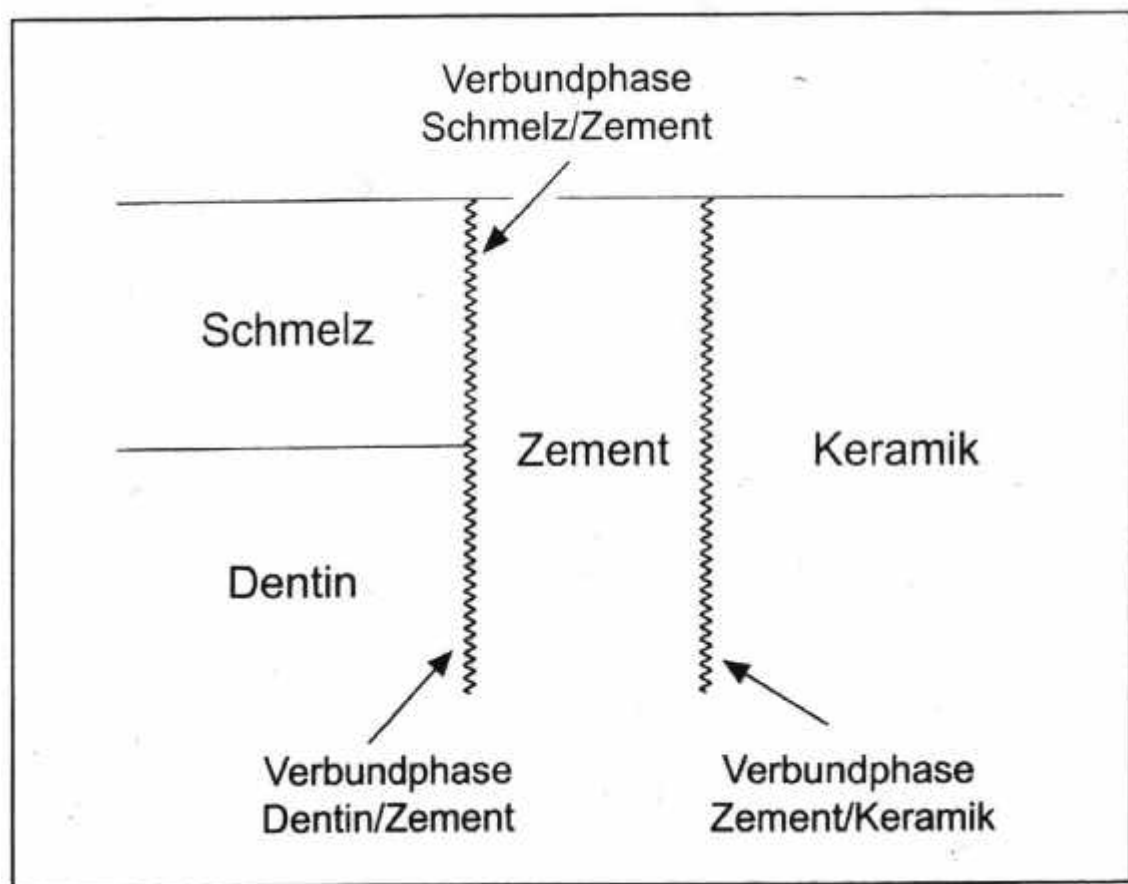 Verbundphase
Schmelz/Zement
Schmelz
Zement
Keramik
Dentin
Verbundphase
Dentin/Zement
Verbundphase
Zement/Keramik